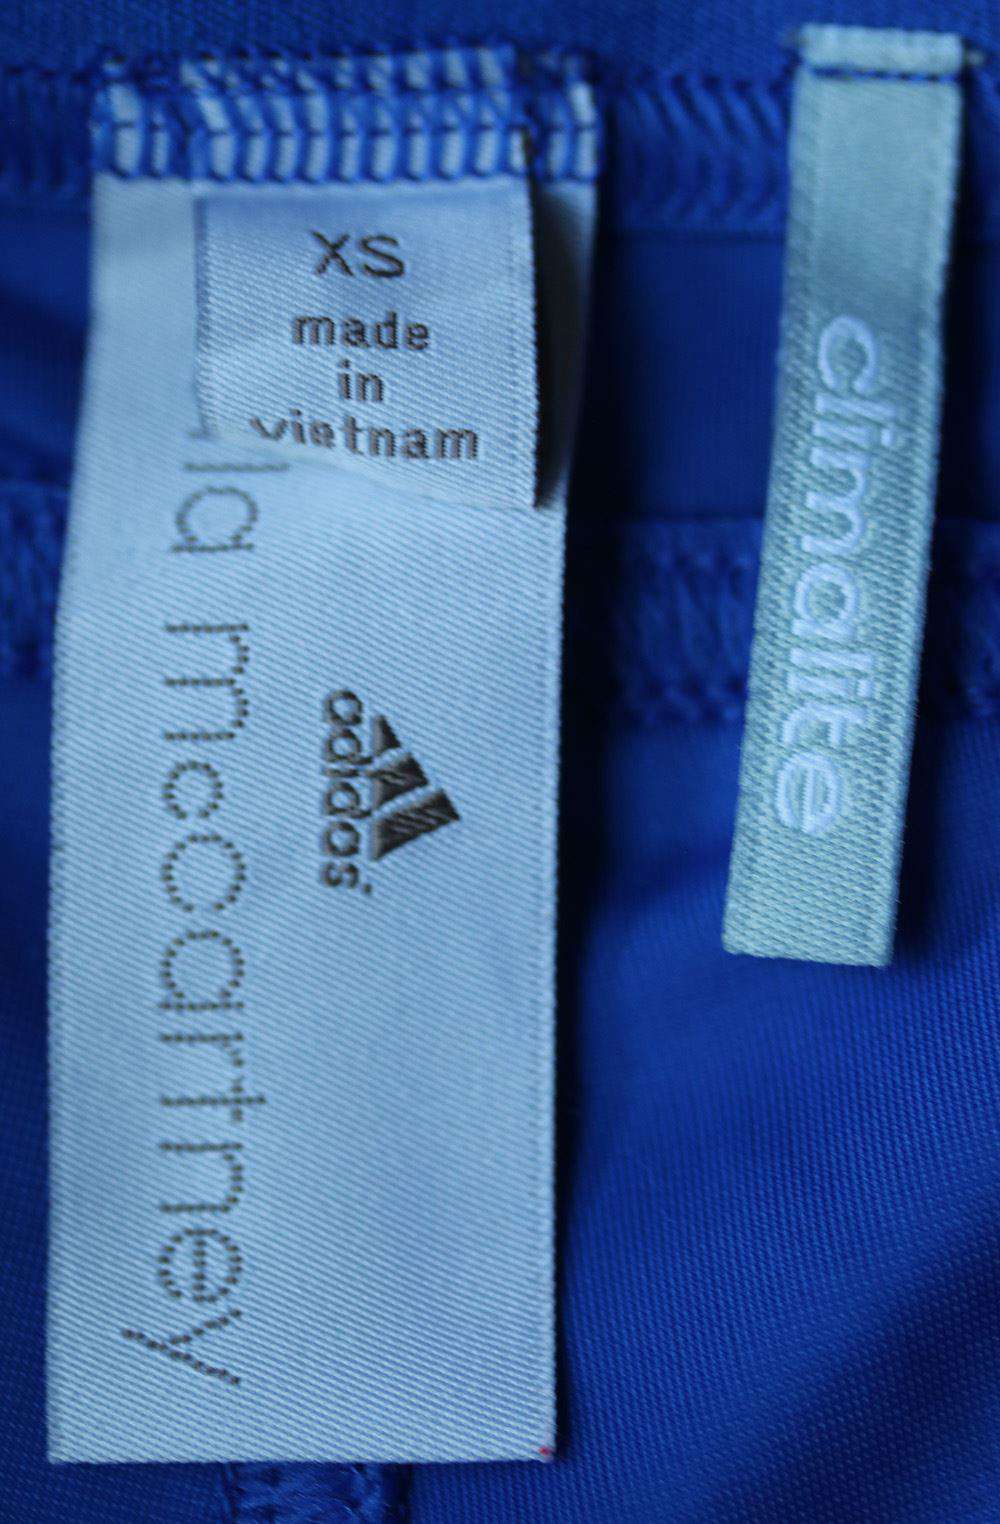 XS
made
in
vietnam
la mccartney
adidas
climalite